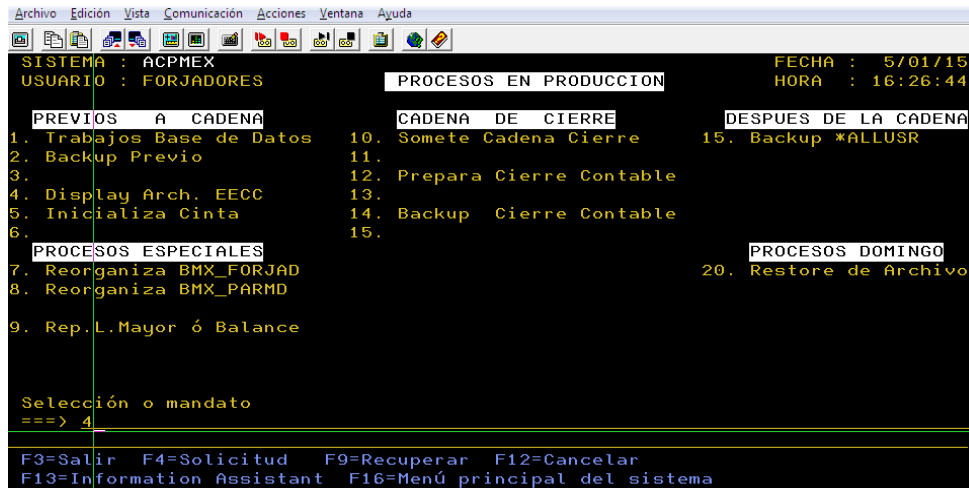 Archivo Edición Vista Comunicación Acciones Ventana Ayuda
SISTEMA : ACPMEX FECHA : 5/01/15
USUARIO : FORJADORES PROCESOS EN PRODUCCION HORA : 16:26:44
PREVIOS A CADENA CADENA DE CIERRE DESPUES DE LA CADENA
1. Trabajos Base de Datos 10. Somete Cadena Cierre 15. Backup *ALLUSR
2. Backup Previo 11.
3. 12. Prepara Cierre Contable
4. Display Arch. EECC 13.
5. Inicializa Cinta 14. Backup Cierre Contable
6. 15.
PROCESOS ESPECIALES PROCESOS DOMINGO
7. Reorganiza BMX_FORJAD 20. Restore de Archivo
8. Reorganiza BMX_PARMD
9. Rep.L.Mayor ó Balance
Selección o mandato
===> 4
F3=Salir F4=Solicitud F9=Recuperar F12=Cancelar
F13=Information Assistant F16=Menú principal del sistema